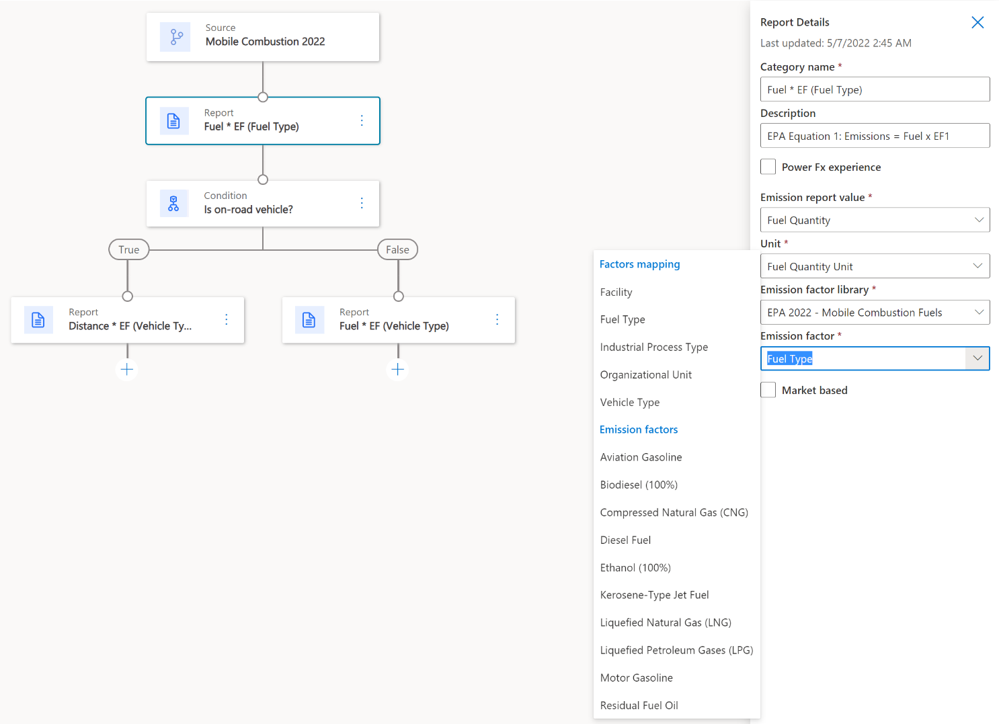 Source
Mobile Combustion 2022
Report
Fuel * EF (Fuel Type)
Condition
Is on-road vehicle?
True
False
Report
Distance * EF (Vehicle Ty...
Report
Fuel * EF (Vehicle Type)
Factors mapping
Facility
Fuel Type
Industrial Process Type
Organizational Unit
Vehicle Type
Emission factors
Aviation Gasoline
Biodiesel (100%)
Compressed Natural Gas (CNG)
Diesel Fuel
Ethanol (100%)
Kerosene-Type Jet Fuel
Liquefied Natural Gas (LNG)
Liquefied Petroleum Gases (LPG)
Motor Gasoline
Residual Fuel Oil
Report Details
Last updated: 5/7/2022 2:45 AM
Category name *
Fuel * EF (Fuel Type)
Description
EPA Equation 1: Emissions = Fuel x EF1
Power Fx experience
Emission report value *
Fuel Quantity
Unit *
Fuel Quantity Unit
Emission factor library *
EPA 2022 - Mobile Combustion Fuels
Emission factor *
Fuel Type
Market based